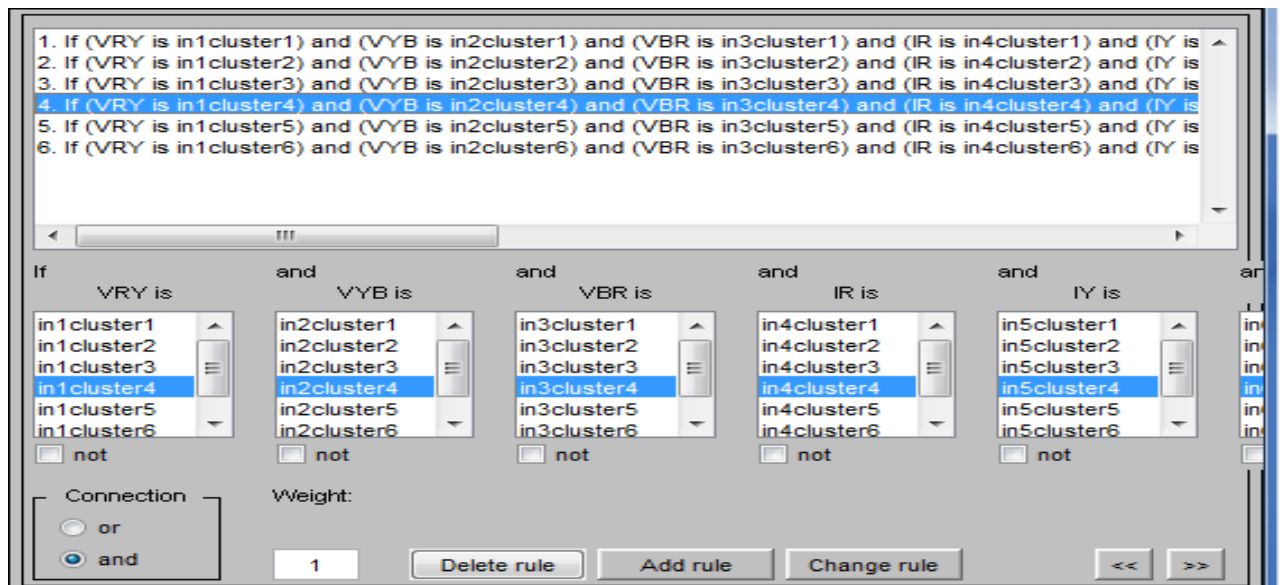 1. If (VRY is in1cluster1) and (VYB is in2cluster1) and (VBR is in3cluster1) and (IR is in4cluster1) and (IY is
2. If (VRY is in1cluster2) and (VYB is in2cluster2) and (VBR is in3cluster2) and (IR is in4cluster2) and (IY is
3. If (VRY is in1cluster3) and (VYB is in2cluster3) and (VBR is in3cluster3) and (IR is in4cluster3) and (IY is
4. If (VRY is in1cluster4) and (VYB is in2cluster4) and (VBR is in3cluster4) and (IR is in4cluster4) and (IY is
5. If (VRY is in1cluster5) and (VYB is in2cluster5) and (VBR is in3cluster5) and (IR is in4cluster5) and (IY is
6. If (VRY is in1cluster6) and (VYB is in2cluster6) and (VBR is in3cluster6) and (IR is in4cluster6) and (IY is
If and and and and
VRY is VYB is VBR is IR is IY is
in1cluster1 in2cluster1 in3cluster1 in4cluster1 in5cluster1
in1cluster2 in2cluster2 in3cluster2 in4cluster2 in5cluster2
in1cluster3 in2cluster3 in3cluster3 in4cluster3 in5cluster3
in1cluster4 in2cluster4 in3cluster4 in4cluster4 in5cluster4
in1cluster5 in2cluster5 in3cluster5 in4cluster5 in5cluster5
in1cluster6 in2cluster6 in3cluster6 in4cluster6 in5cluster6
not not not not not
Connection Weight:
or
and 1 Delete rule Add rule Change rule << >>